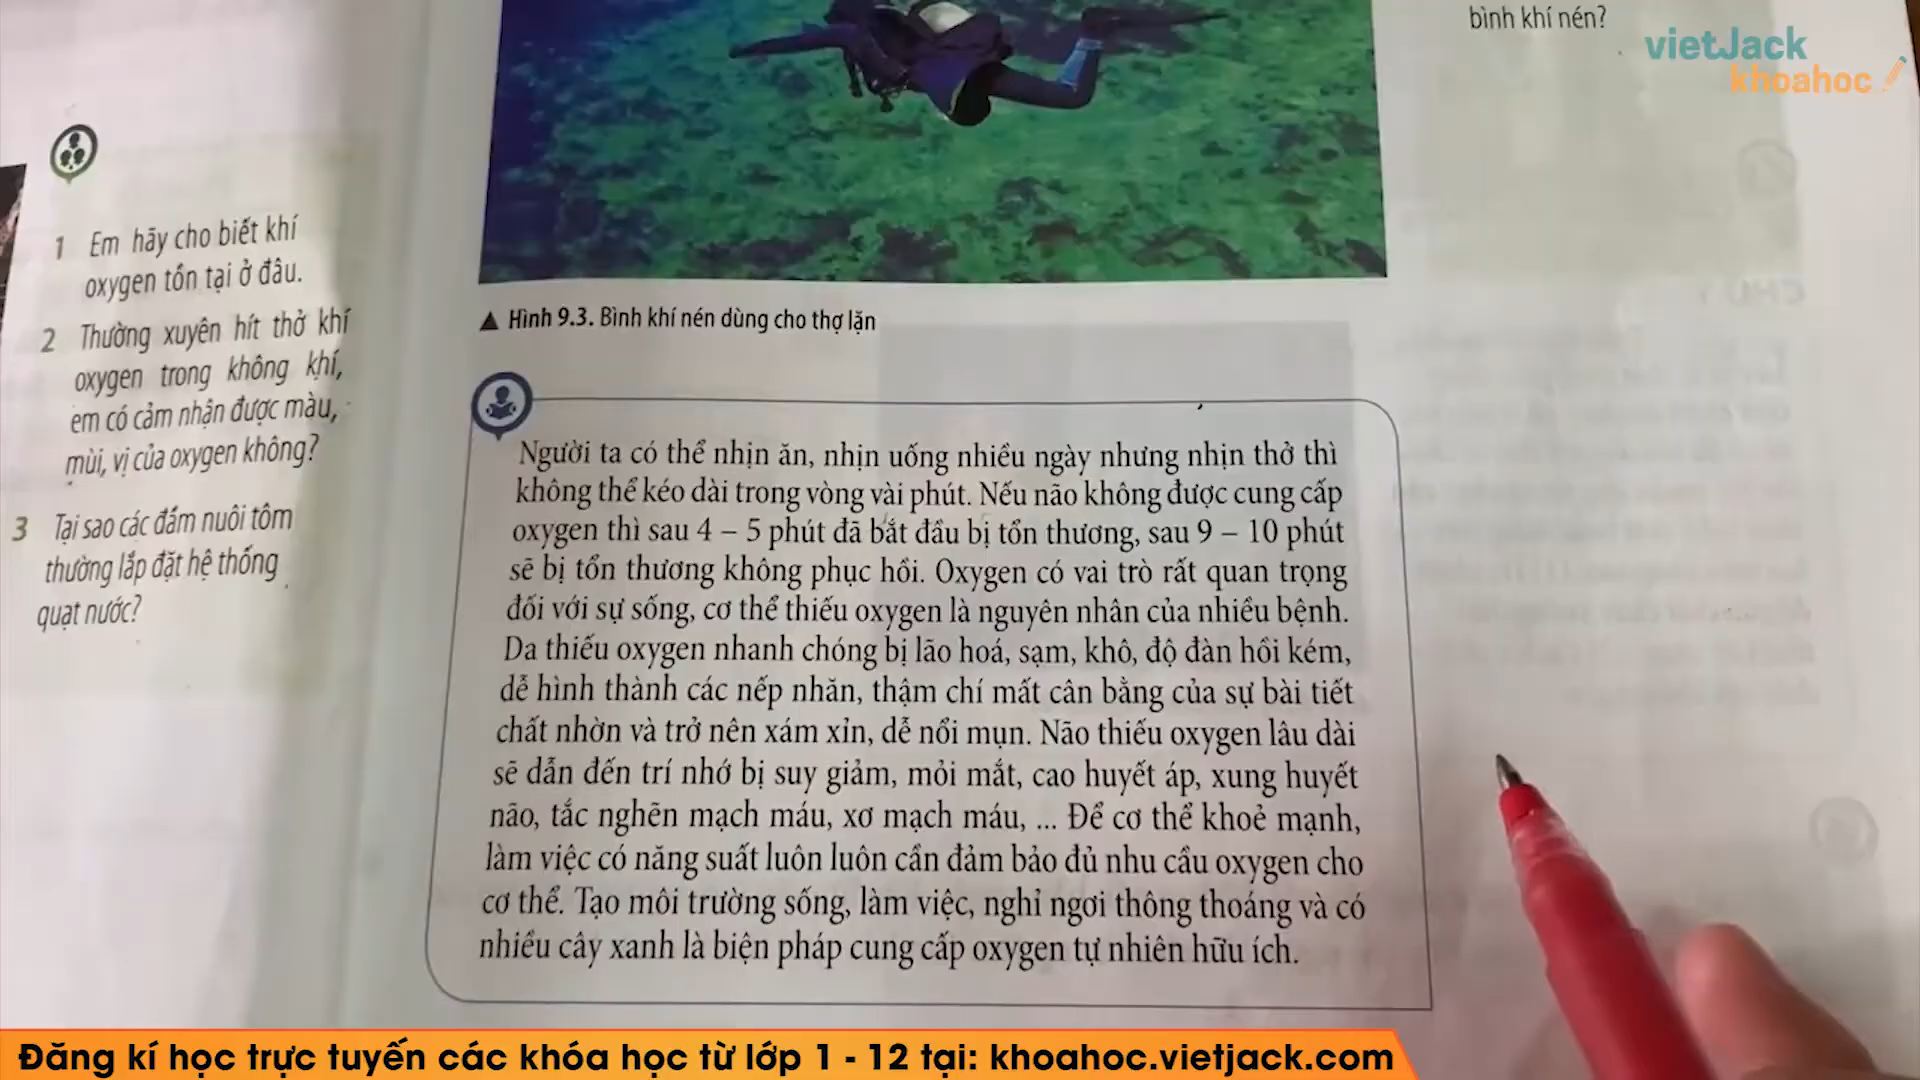 bình khí nén?
vietJack
khoahoc
1 Em hãy cho biết khí
oxygen tồn tại ở đâu.
2 Thường xuyên hít thở khí
oxygen trong không khí,
em có cảm nhận được màu,
mùi, vị của oxygen không?
3 Tại sao các đầm nuôi tôm
thường lắp đặt hệ thống
quạt nước?
▲ Hình 9.3. Bình khí nén dùng cho thợ lặn
Người ta có thể nhịn ăn, nhịn uống nhiều ngày nhưng nhịn thở thì
không thể kéo dài trong vòng vài phút. Nếu não không được cung cấp
oxygen thì sau 4 – 5 phút đã bắt đầu bị tổn thương, sau 9 – 10 phút
sẽ bị tổn thương không phục hồi. Oxygen có vai trò rất quan trọng
đối với sự sống, cơ thể thiếu oxygen là nguyên nhân của nhiều bệnh.
Da thiếu oxygen nhanh chóng bị lão hoá, sạm, khô, độ đàn hồi kém,
dễ hình thành các nếp nhăn, thậm chí mất cân bằng của sự bài tiết
chất nhờn và trở nên xám xỉn, dễ nổi mụn. Não thiếu oxygen lâu dài
sẽ dẫn đến trí nhớ bị suy giảm, mỏi mắt, cao huyết áp, xung huyết
não, tắc nghẽn mạch máu, xơ mạch máu, ... Để cơ thể khoẻ mạnh,
làm việc có năng suất luôn luôn cần đảm bảo đủ nhu cầu oxygen cho
cơ thể. Tạo môi trường sống, làm việc, nghỉ ngơi thông thoáng và có
nhiều cây xanh là biện pháp cung cấp oxygen tự nhiên hữu ích.
Đăng kí học trực tuyến các khóa học từ lớp 1 - 12 tại: khoahoc.vietjack.com